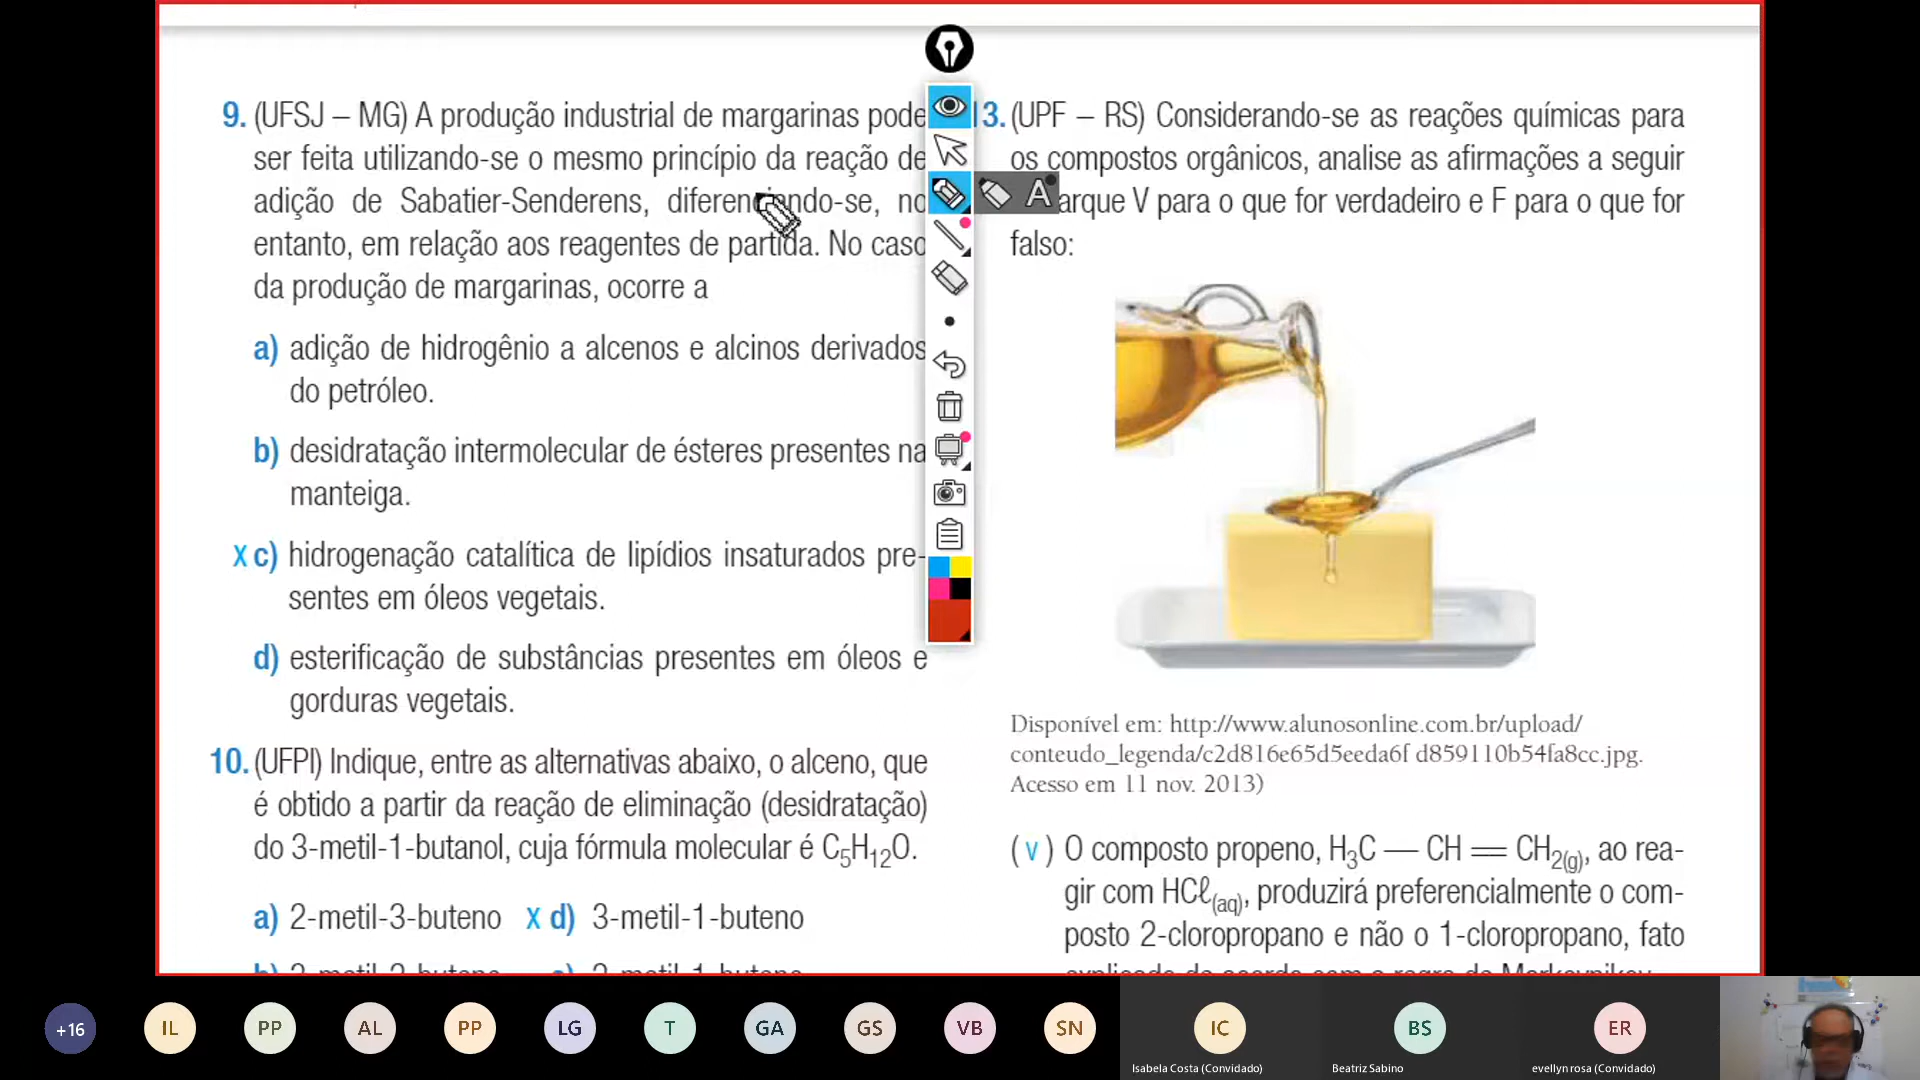 9. (UFSJ – MG) A produção industrial de margarinas pode
ser feita utilizando-se o mesmo princípio da reação de
adição de Sabatier-Senderens, diferenciando-se, no
entanto, em relação aos reagentes de partida. No caso
da produção de margarinas, ocorre a
a) adição de hidrogênio a alcenos e alcinos derivados
do petróleo.
b) desidratação intermolecular de ésteres presentes na
manteiga.
X c) hidrogenação catalítica de lipídios insaturados pre-
sentes em óleos vegetais.
d) esterificação de substâncias presentes em óleos e
gorduras vegetais.
10. (UFPI) Indique, entre as alternativas abaixo, o alceno, que
é obtido a partir da reação de eliminação (desidratação)
do 3-metil-1-butanol, cuja fórmula molecular é C5H12O.
a) 2-metil-3-buteno X d) 3-metil-1-buteno
A
13. (UPF – RS) Considerando-se as reações químicas para
os compostos orgânicos, analise as afirmações a seguir
arque V para o que for verdadeiro e F para o que for
falso:
Disponível em: http://www.alunosonline.com.br/upload/
conteudo_legenda/c2d816e65d5eeda6f d859110b54fa8cc.jpg.
Acesso em 11 nov. 2013)
( v ) O composto propeno, H3C — CH == CH2(g), ao rea-
gir com HCℓ(aq), produzirá preferencialmente o com-
posto 2-cloropropano e não o 1-cloropropano, fato
+16 IL PP AL PP LG T GA GS VB SN IC BS ER
Isabela Costa (Convidado) Beatriz Sabino evellyn rosa (Convidado)